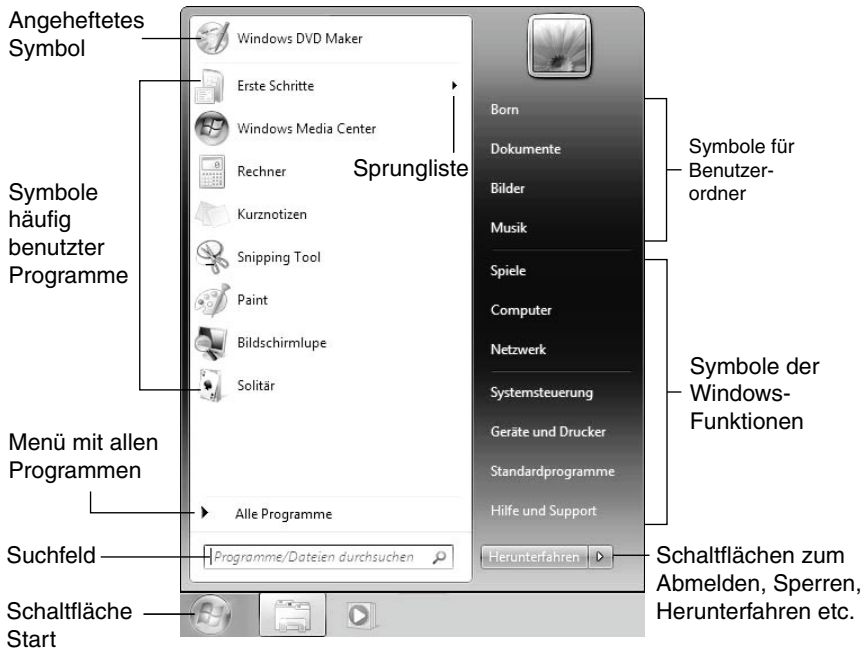 Angeheftetes
Symbol
Symbole
häufig
benutzter
Programme
Menü mit allen
Programmen
Suchfeld
Schaltfläche
Start
Windows DVD Maker
Erste Schritte
Windows Media Center
Rechner
Sprungliste
Kurznotizen
Snipping Tool
Paint
Bildschirmlupe
Solitär
Alle Programme
Programme/Dateien durchsuchen
Born
Dokumente
Bilder
Musik
Spiele
Computer
Netzwerk
Systemsteuerung
Geräte und Drucker
Standardprogramme
Hilfe und Support
Herunterfahren
Symbole für
Benutzer-
ordner
Symbole der
Windows-
Funktionen
Schaltflächen zum
Abmelden, Sperren,
Herunterfahren etc.